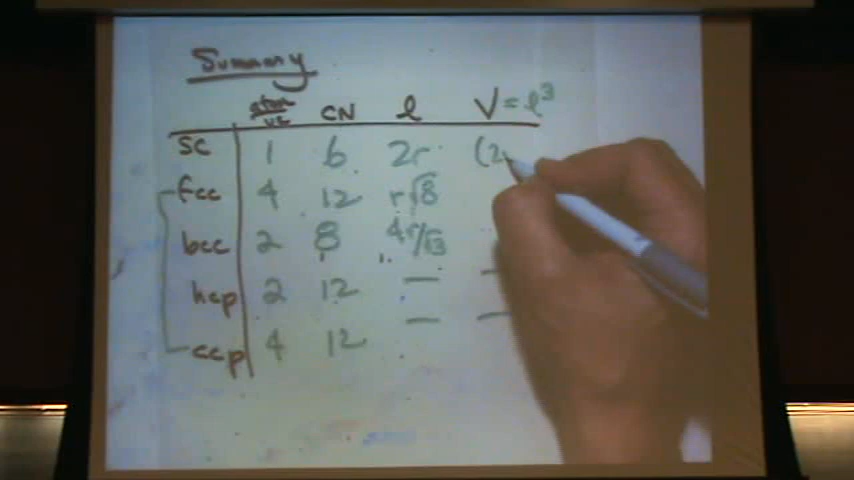 Summary
atom/uc CN l V = l³
SC 1 6 2r (2
fcc 4 12 r√8
bcc 2 8 4r/√3
hcp 2 12 — —
ccp 4 12 — —